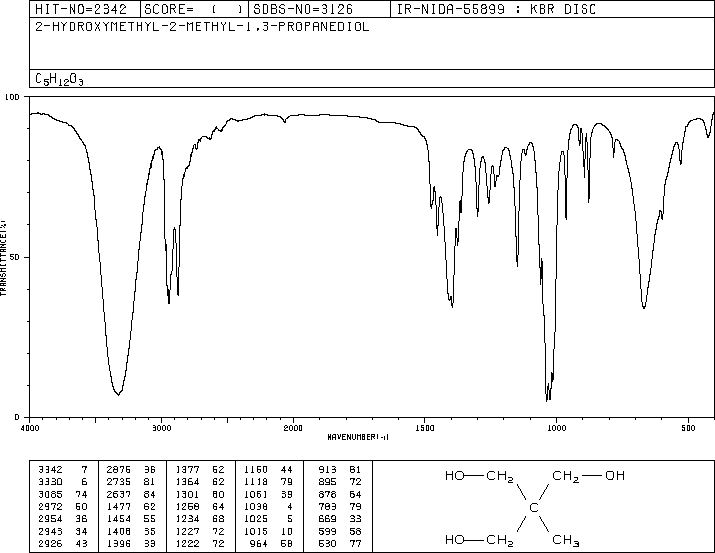 HIT-NO=2342 SCORE= ( ) SDBS-NO=3126 IR-NIDA-55899 : KBR DISC
2-HYDROXYMETHYL-2-METHYL-1,3-PROPANEDIOL
C5H12O3
100
50
0
TRANSMITTANCE(%)
4000 3000 2000 1500 1000 500
WAVENUMBER(-1)
3342 7 2876 36 1377 62 1160 44 913 81
3330 6 2735 81 1364 62 1118 79 895 72
3085 74 2637 84 1301 60 1061 39 878 64
2972 60 1477 62 1258 64 1038 4 783 79
2954 36 1454 55 1234 68 1025 5 669 33
2943 34 1408 35 1227 72 1015 10 599 58
2926 43 1396 33 1222 72 964 58 530 77
HO—CH2 CH2—OH
C
HO—CH2 CH3